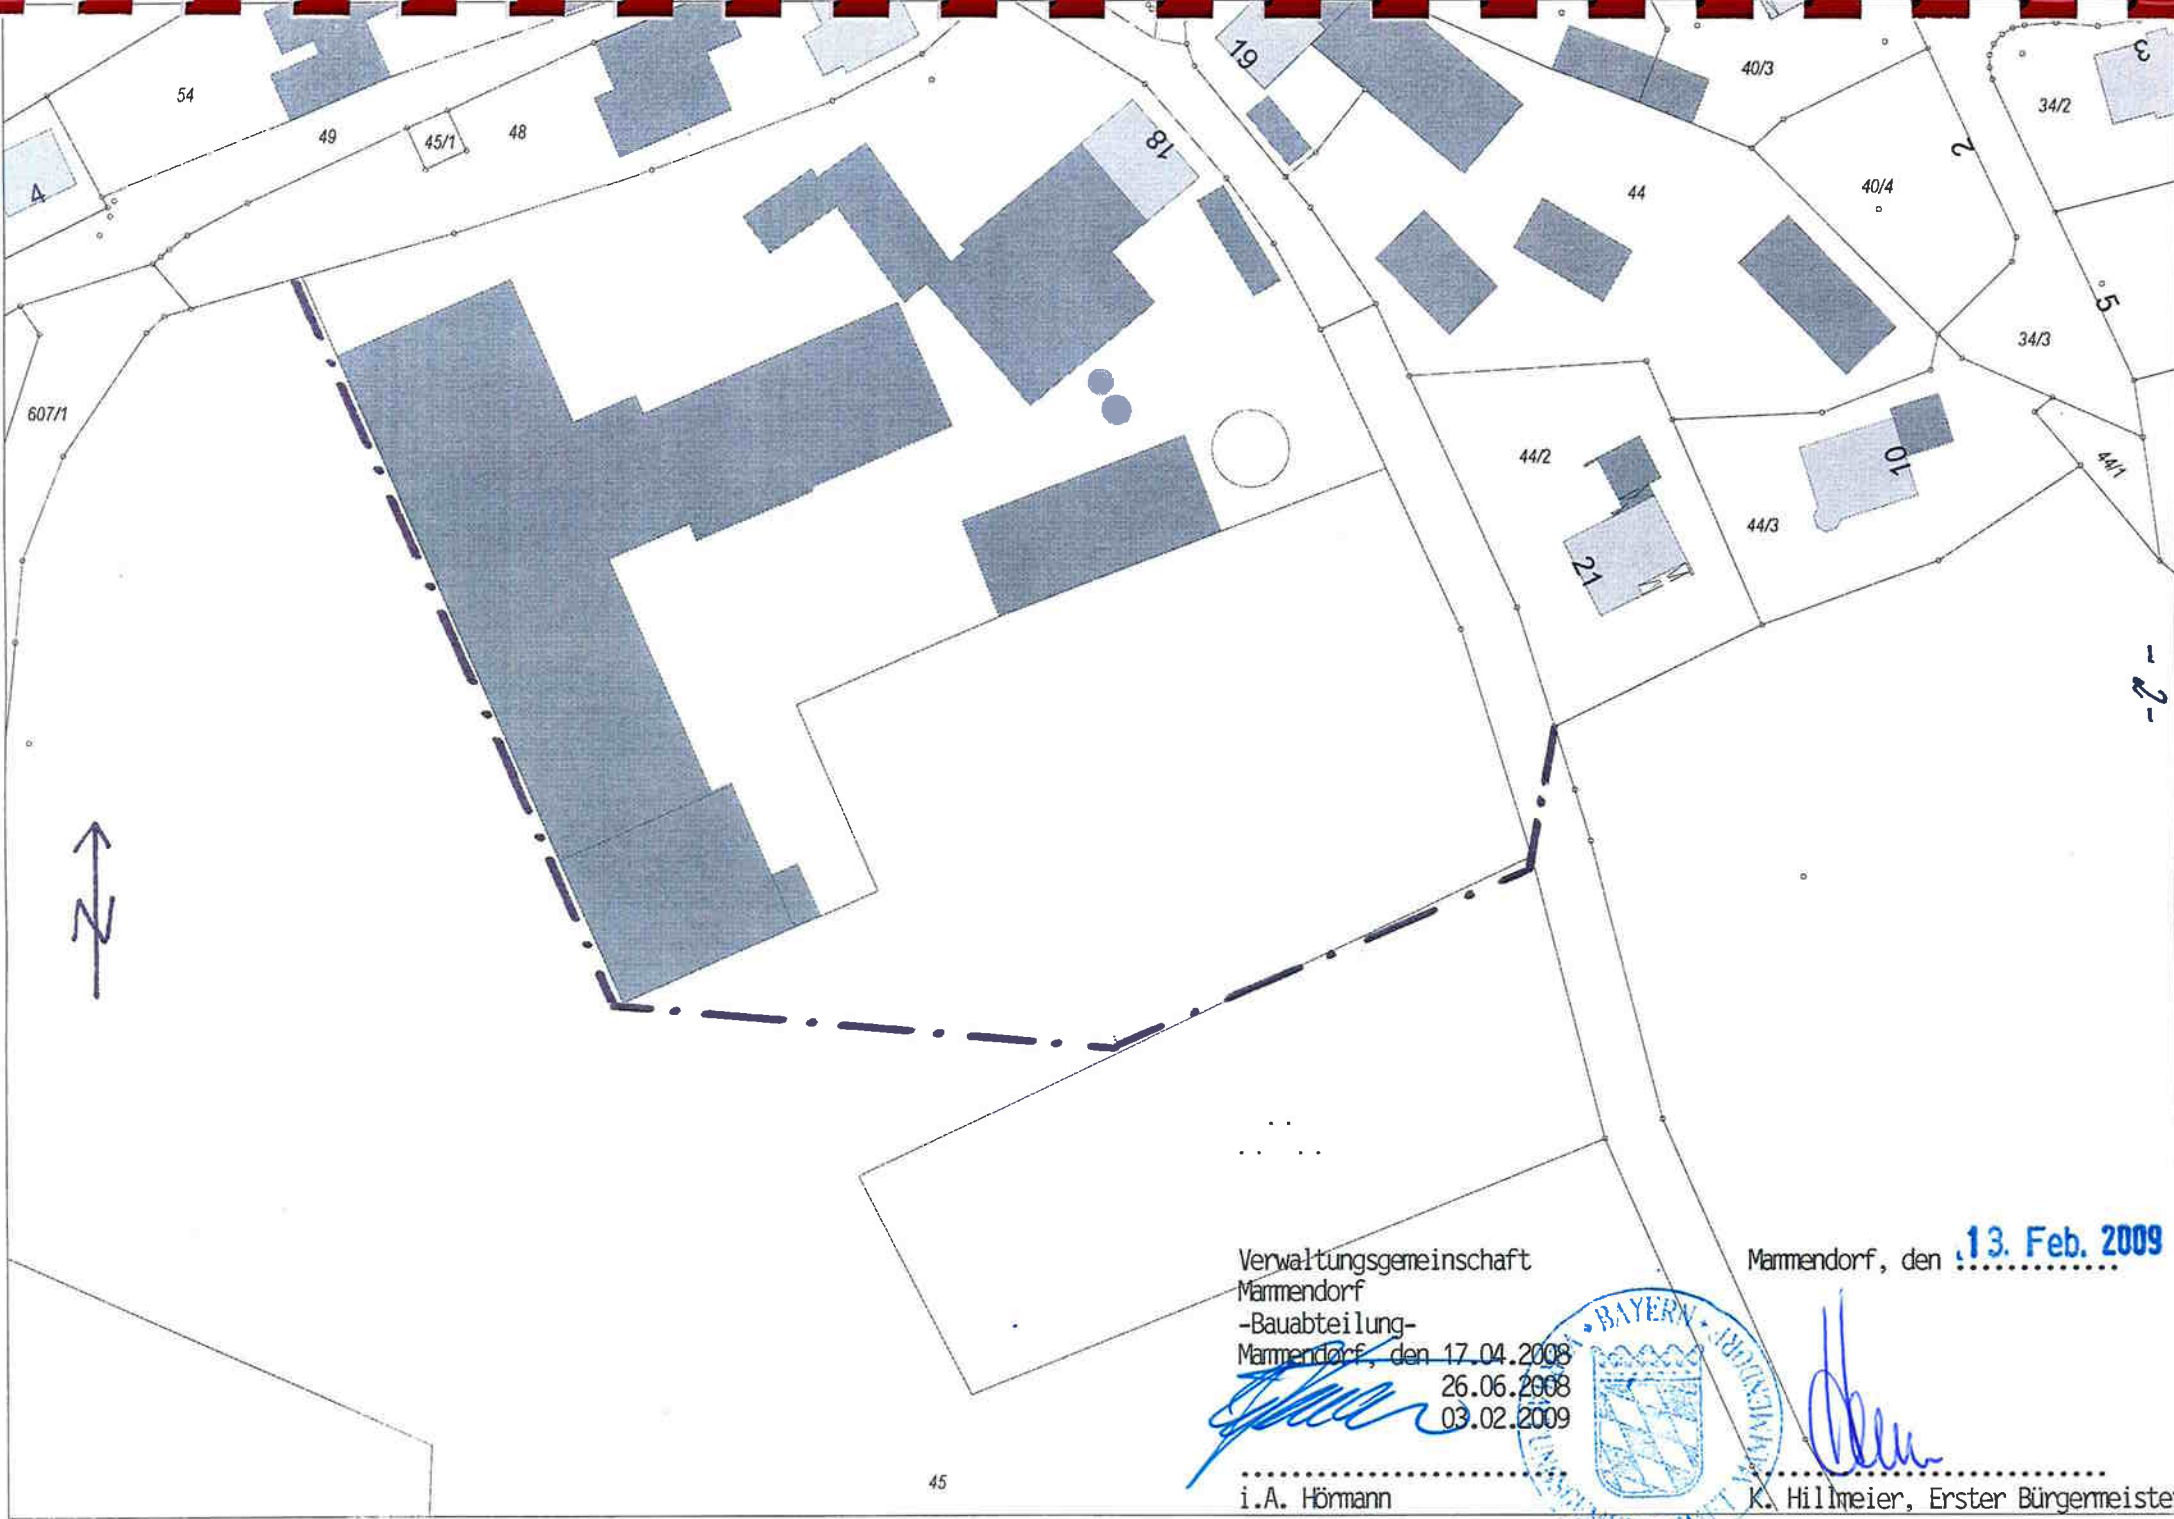 54
49
45/1
48
4
607/1
18
19
44
40/3
40/4
2
34/2
3
5
34/3
44/2
21
44/3
10
44/1
- 2 -
N
45
Verwaltungsgemeinschaft
Mammendorf
-Bauabteilung-
Mammendorf, den 17.04.2008
26.06.2008
03.02.2009
i.A. Hörmann
Mammendorf, den 13. Feb. 2009
BAYERN
K. Hillmeier, Erster Bürgermeister